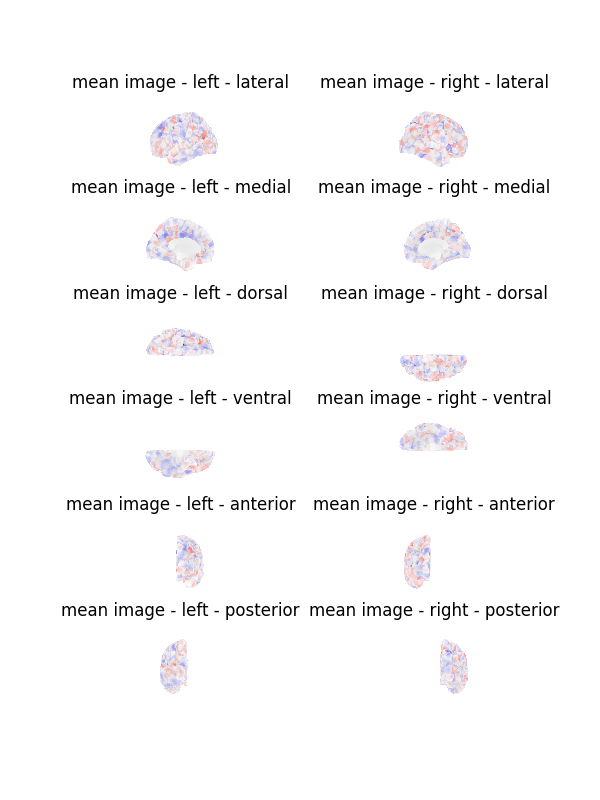 mean image - left - lateral
mean image - right - lateral
mean image - left - medial
mean image - right - medial
mean image - left - dorsal
mean image - right - dorsal
mean image - left - ventral
mean image - right - ventral
mean image - left - anterior
mean image - right - anterior
mean image - left - posterior
mean image - right - posterior